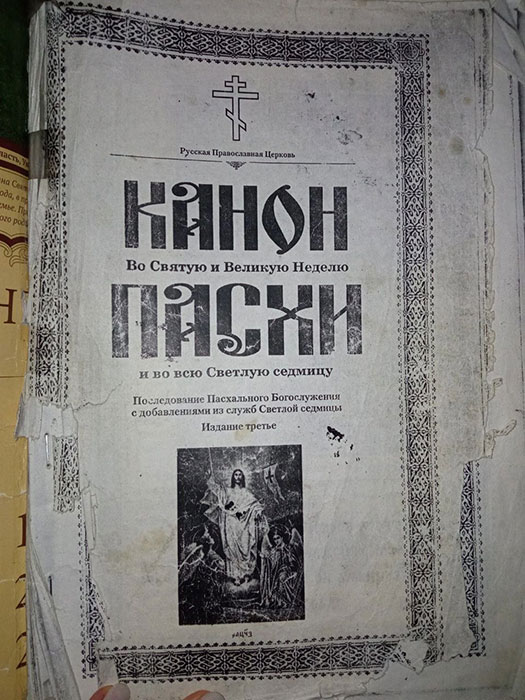 Русская Православная Церковь
КАНОН
Во Святую и Великую Неделю
ПАСХИ
и во всю Светлую седмицу
Последование Пасхального Богослужения
с добавлениями из служб Светлой седмицы
Издание третье